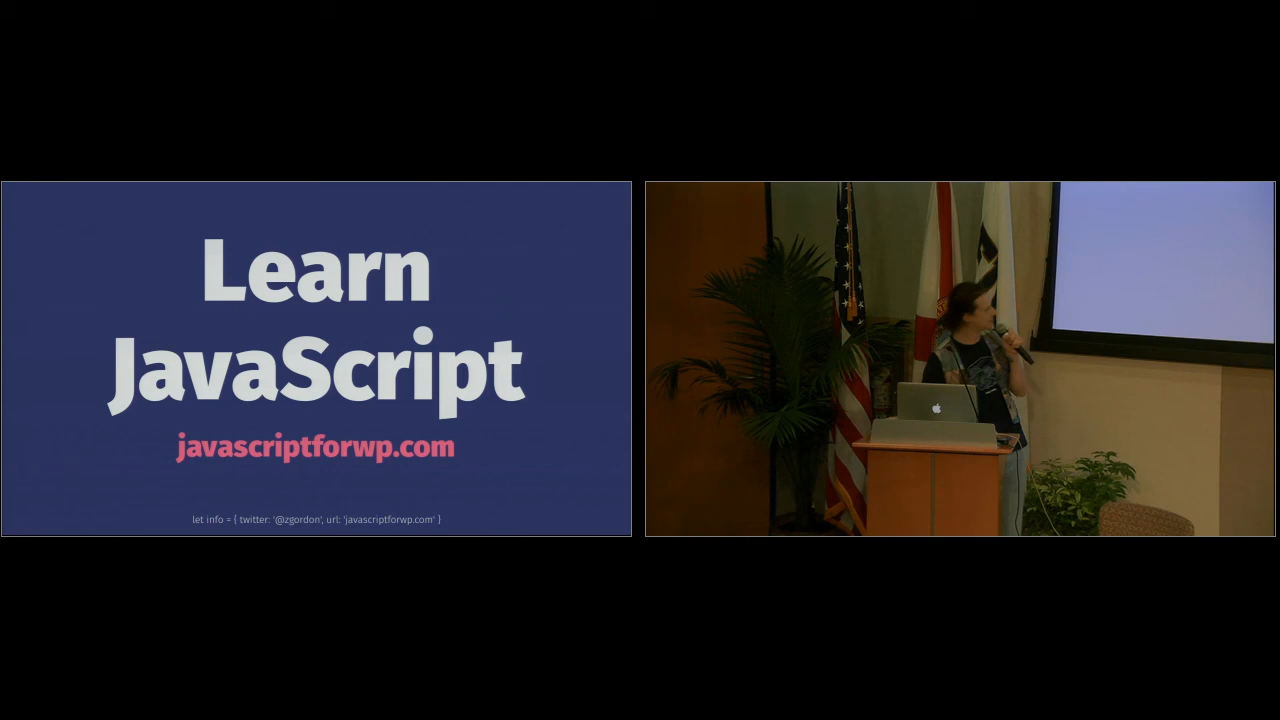 Learn
JavaScript
javascriptforwp.com
let info = { twitter: '@zgordon', url: 'javascriptforwp.com' }